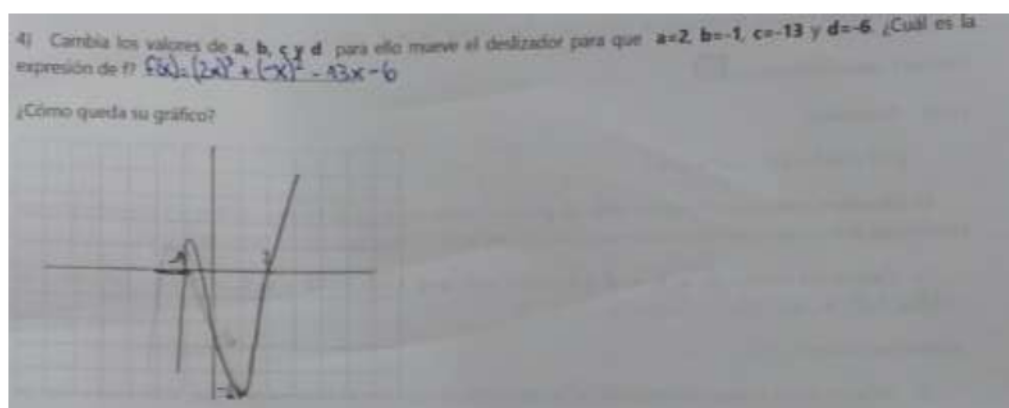 4) Cambia los valores de a, b, c y d para ello mueve el deslizador para que a=2, b=-1, c=-13 y d=-6. ¿Cuál es la
expresión de f? f(x)=(2x)³+(-x)²-13x-6
¿Cómo queda su gráfico?